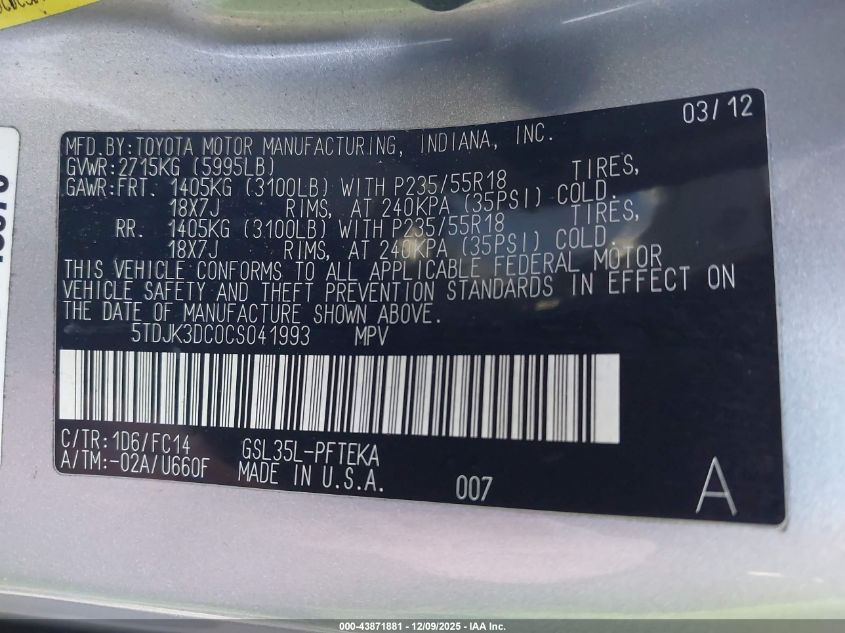 03/12
MFD.BY:TOYOTA MOTOR MANUFACTURING, INDIANA, INC.
GVWR:2715KG (5995LB)
GAWR:FRT. 1405KG (3100LB) WITH P235/55R18 TIRES,
18X7J RIMS, AT 240KPA (35PSI) COLD.
RR. 1405KG (3100LB) WITH P235/55R18 TIRES,
18X7J RIMS, AT 240KPA (35PSI) COLD.
THIS VEHICLE CONFORMS TO ALL APPLICABLE FEDERAL MOTOR
VEHICLE SAFETY AND THEFT PREVENTION STANDARDS IN EFFECT ON
THE DATE OF MANUFACTURE SHOWN ABOVE.
5TDJK3DC0CS041993 MPV
C/TR:1D6/FC14 GSL35L-PFTEKA
A/TM:-02A/U660F MADE IN U.S.A.
007
A
000-43871881 - 12/09/2025 - IAA Inc.